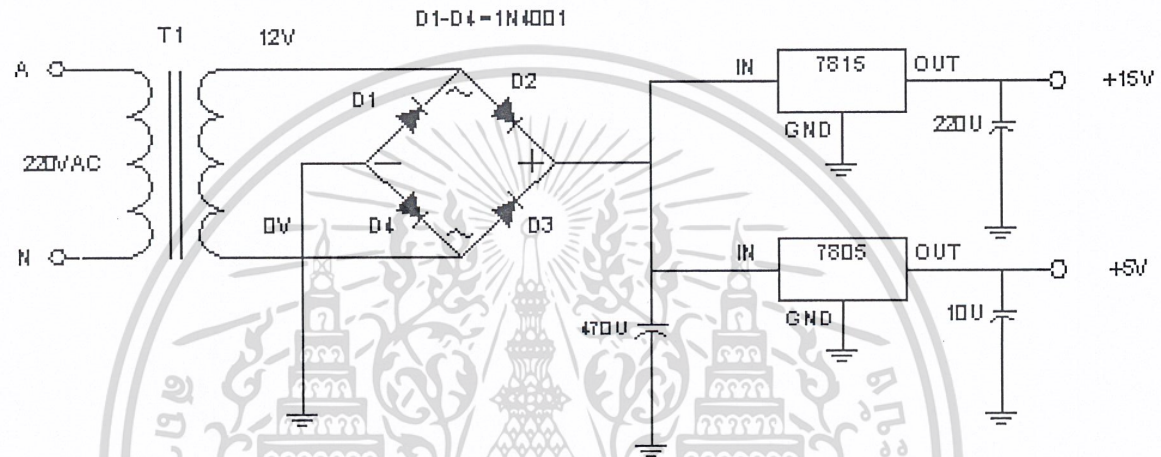 D1-D4=1N4001
T1
12V
A
220VAC
N
0V
D1
D2
D4
D3
IN
7815
OUT
+15V
GND
220U
IN
7805
OUT
+5V
GND
10U
470U